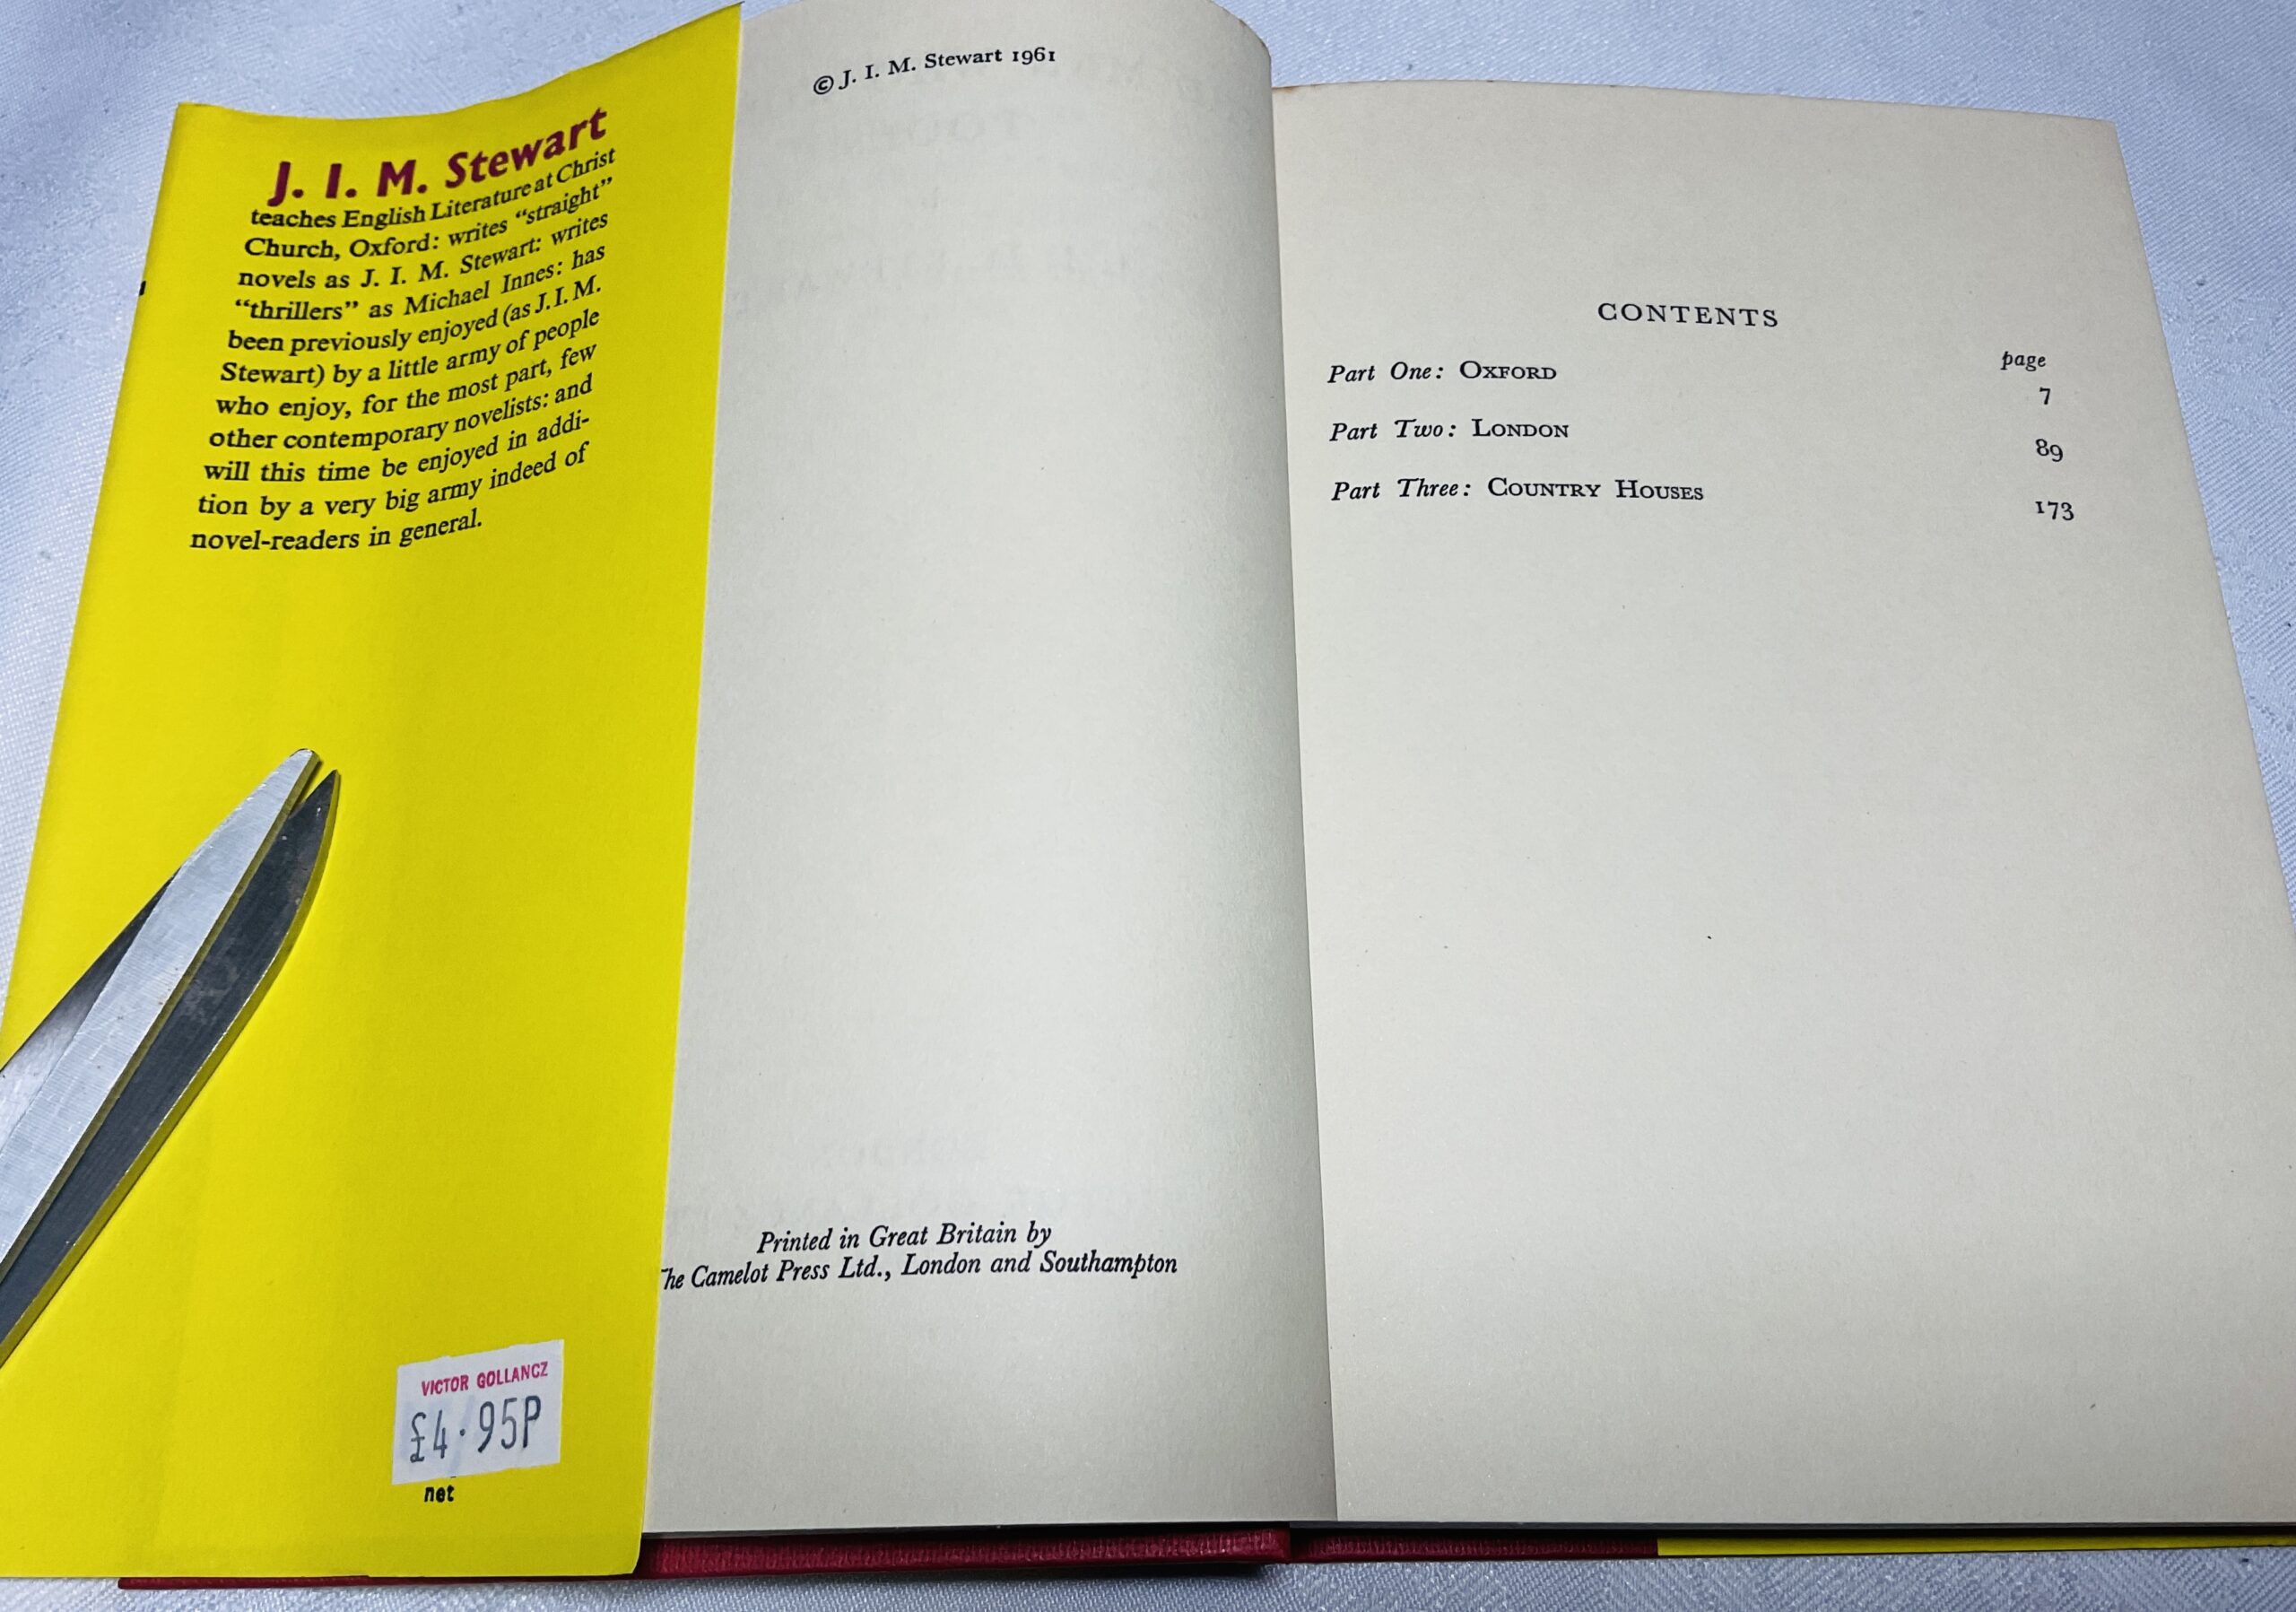 J. I. M. Stewart
teaches English Literature at Christ
Church, Oxford: writes "straight"
novels as J. I. M. Stewart: writes
"thrillers" as Michael Innes: has
been previously enjoyed (as J. I. M.
Stewart) by a little army of people
who enjoy, for the most part, few
other contemporary novelists: and
will this time be enjoyed in addi-
tion by a very big army indeed of
novel-readers in general.
VICTOR GOLLANCZ
£4·95P
net
© J. I. M. Stewart 1961
Printed in Great Britain by
The Camelot Press Ltd., London and Southampton
CONTENTS
page
Part One: OXFORD 7
Part Two: LONDON 89
Part Three: COUNTRY HOUSES 173